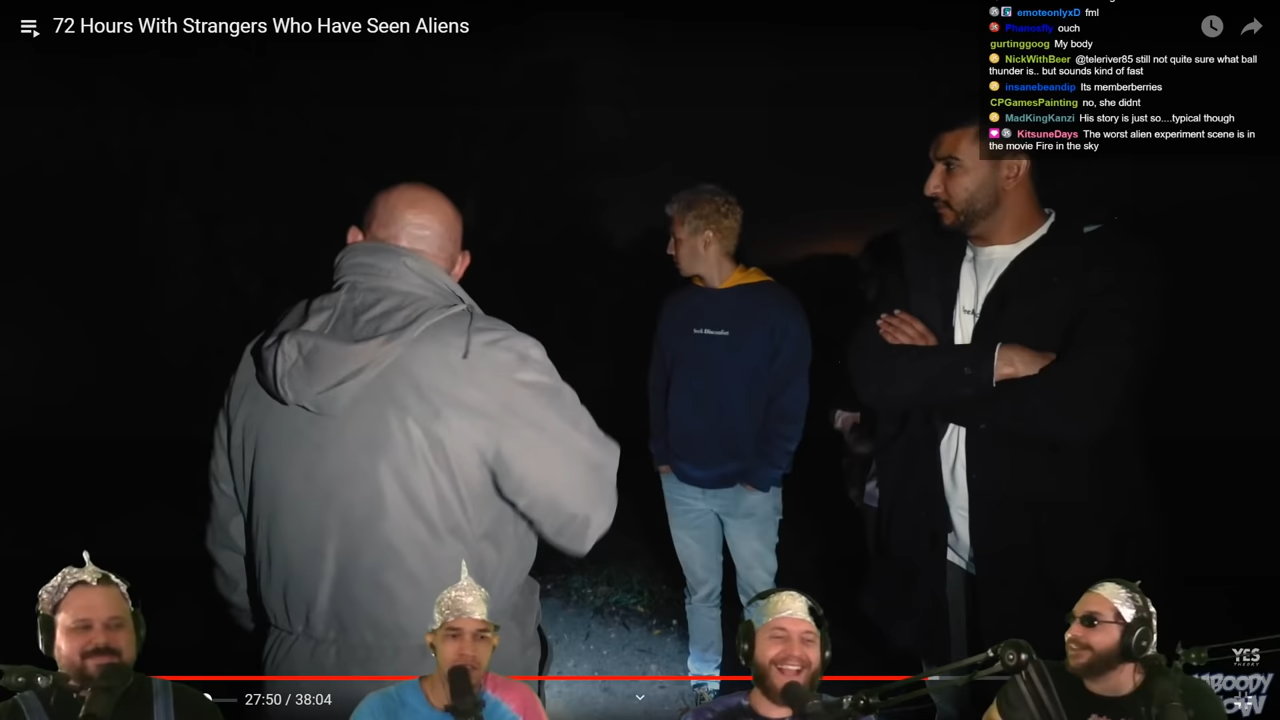 72 Hours With Strangers Who Have Seen Aliens
emoteonlyxD fml
Phanosfly ouch
gurtinggoog My body
NickWithBeer @teleriver85 still not quite sure what ball
thunder is.. but sounds kind of fast
insanebeandip Its memberberries
CPGamesPainting no, she didnt
MadKingKanzi His story is just so....typical though
KitsuneDays The worst alien experiment scene is in
the movie Fire in the sky
Seek Discomfort
27:50 / 38:04
YES
THEORY